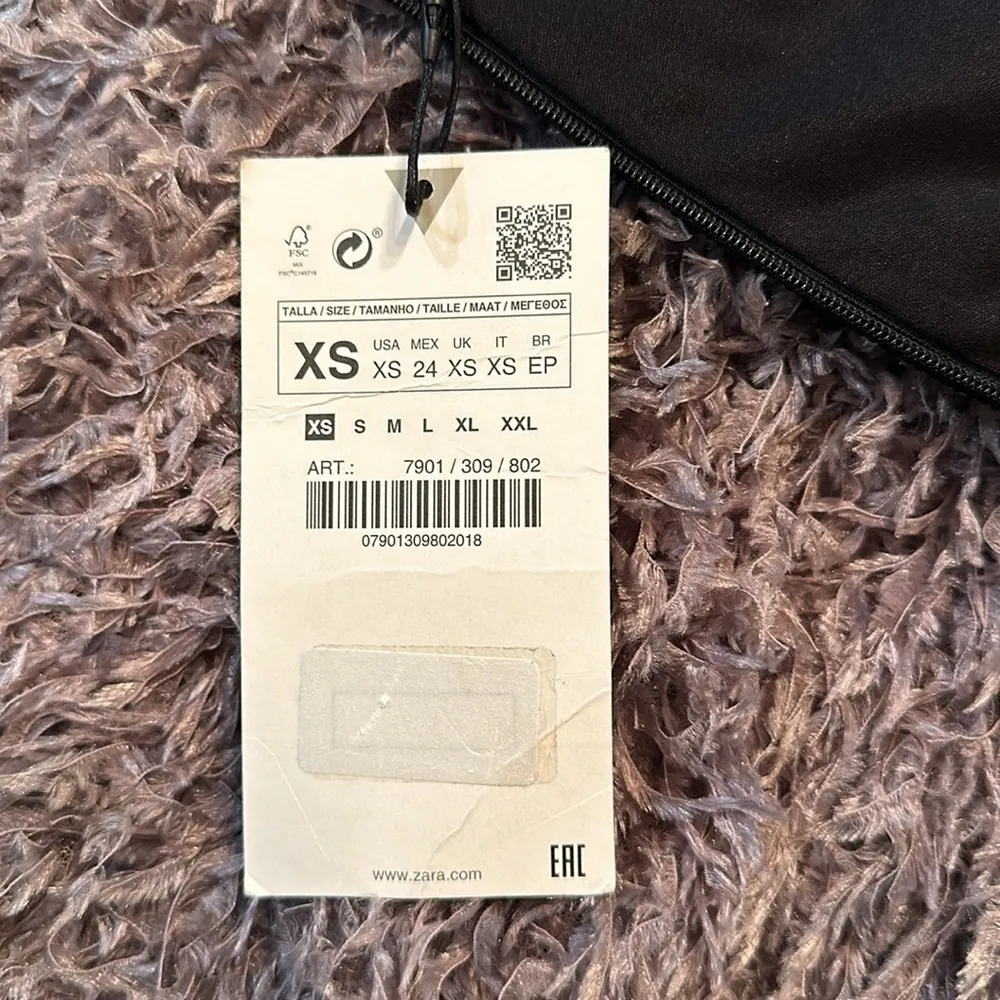 FSC®
MIX
FSC® C145719
®
TALLA / SIZE / TAMANHO / TAILLE / MAAT / ΜΕΓΕΘΟΣ
XS
USA MEX UK IT BR
XS 24 XS XS EP
XS S M L XL XXL
ART.: 7901 / 309 / 802
07901309802018
www.zara.com
EAC